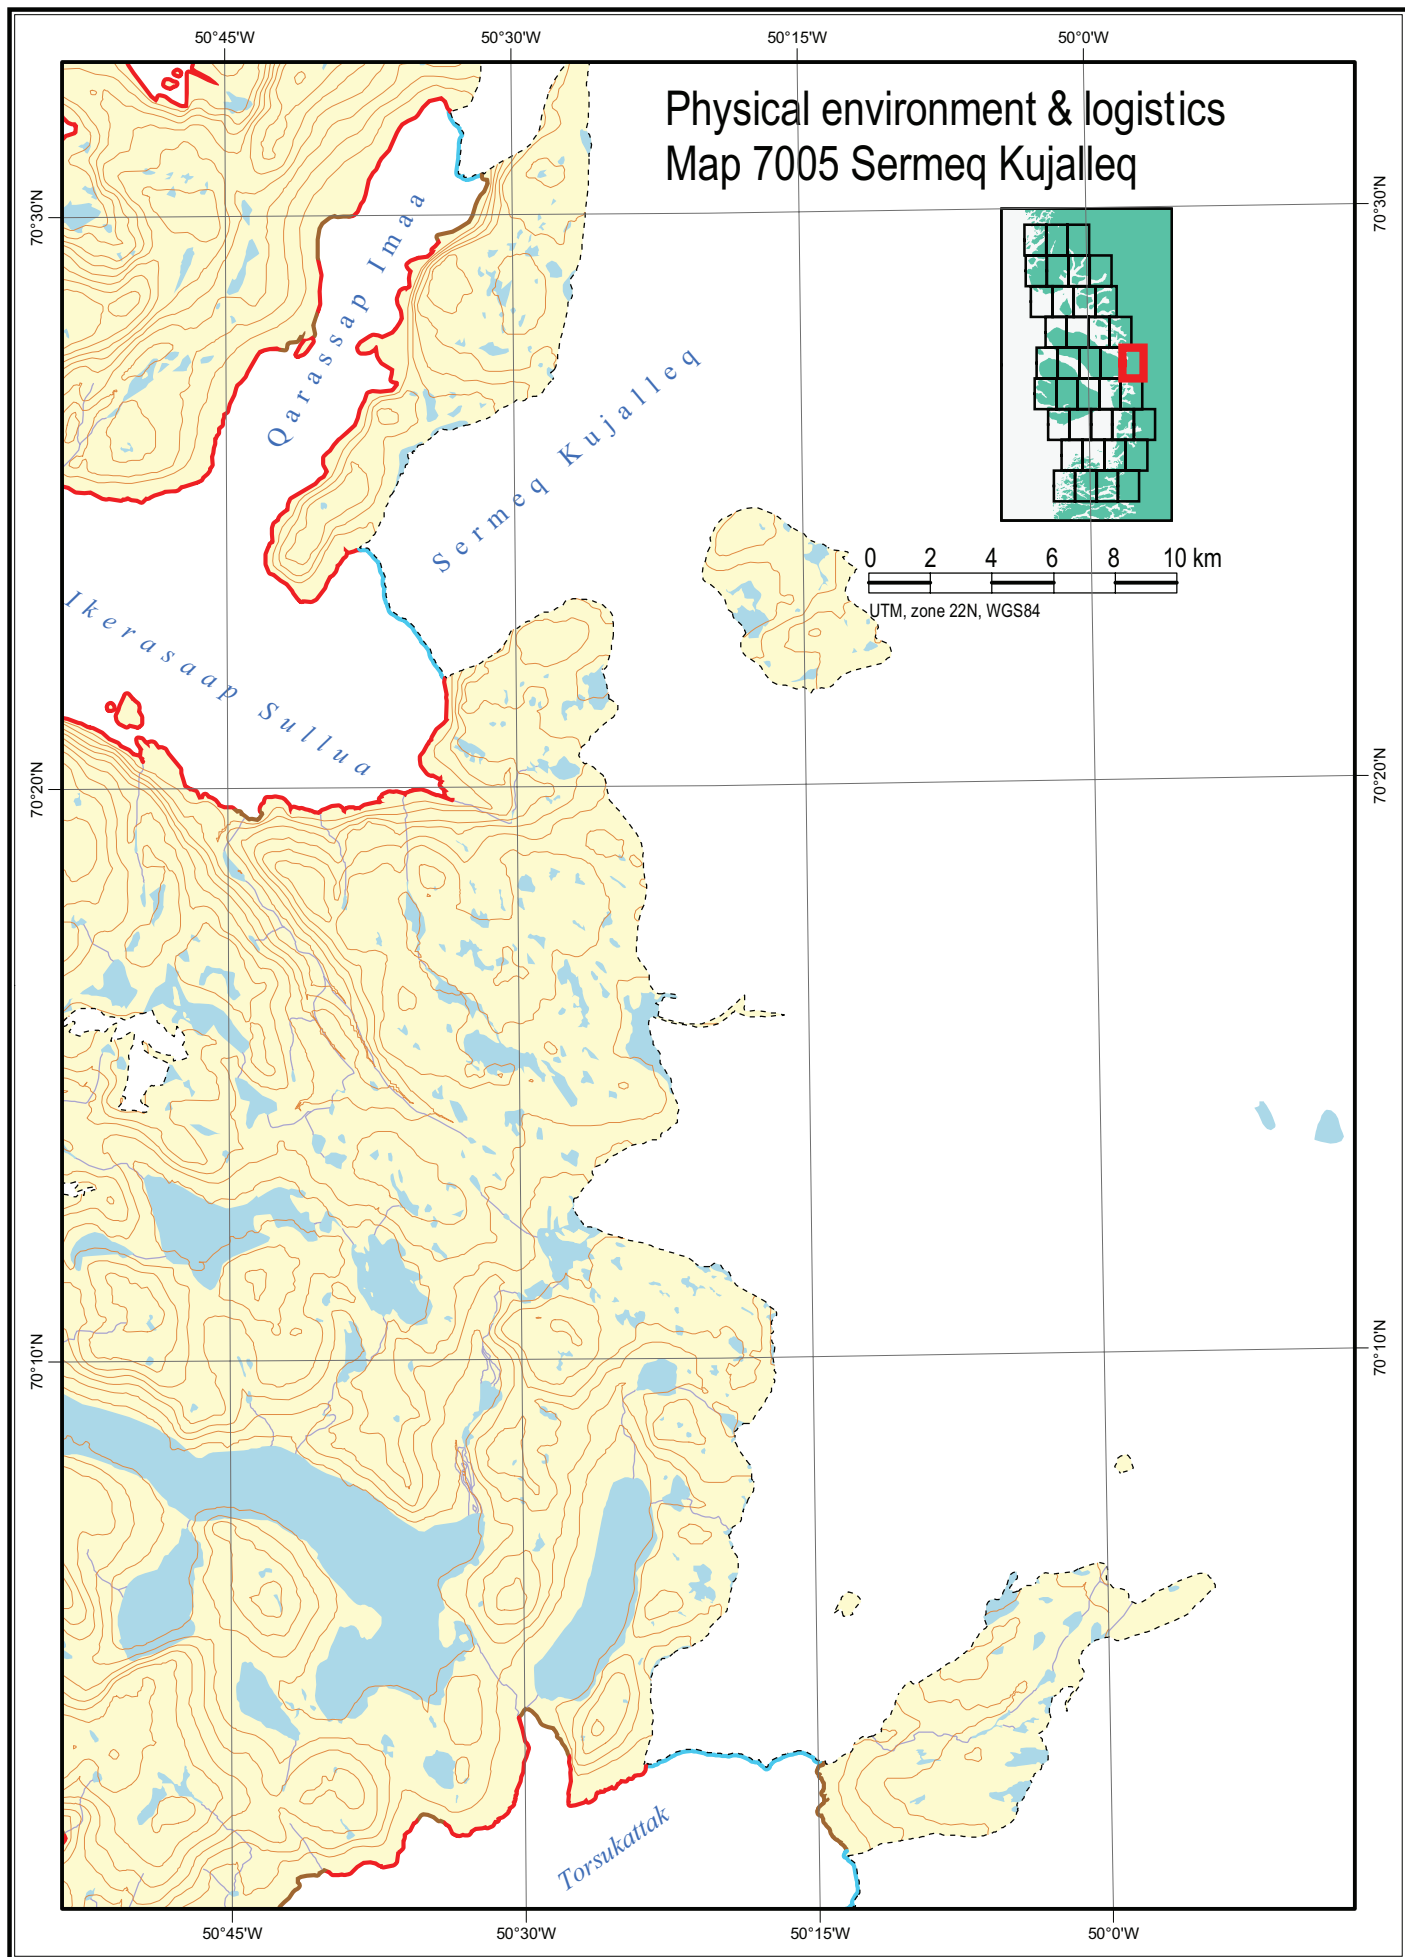 50°45'W 50°30'W 50°15'W 50°0'W
Physical environment & logistics
Map 7005 Sermeq Kujalleq
70°30'N 70°30'N
Qarassap Imaa
Sermeq Kujalleq
0 2 4 6 8 10 km
UTM, zone 22N, WGS84
Ikerasaap Sullua
70°20'N 70°20'N
70°10'N 70°10'N
Torsukattak
50°45'W 50°30'W 50°15'W 50°0'W